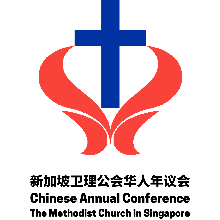 新加坡卫理公会华人年议会
Chinese Annual Conference
The Methodist Church in Singapore